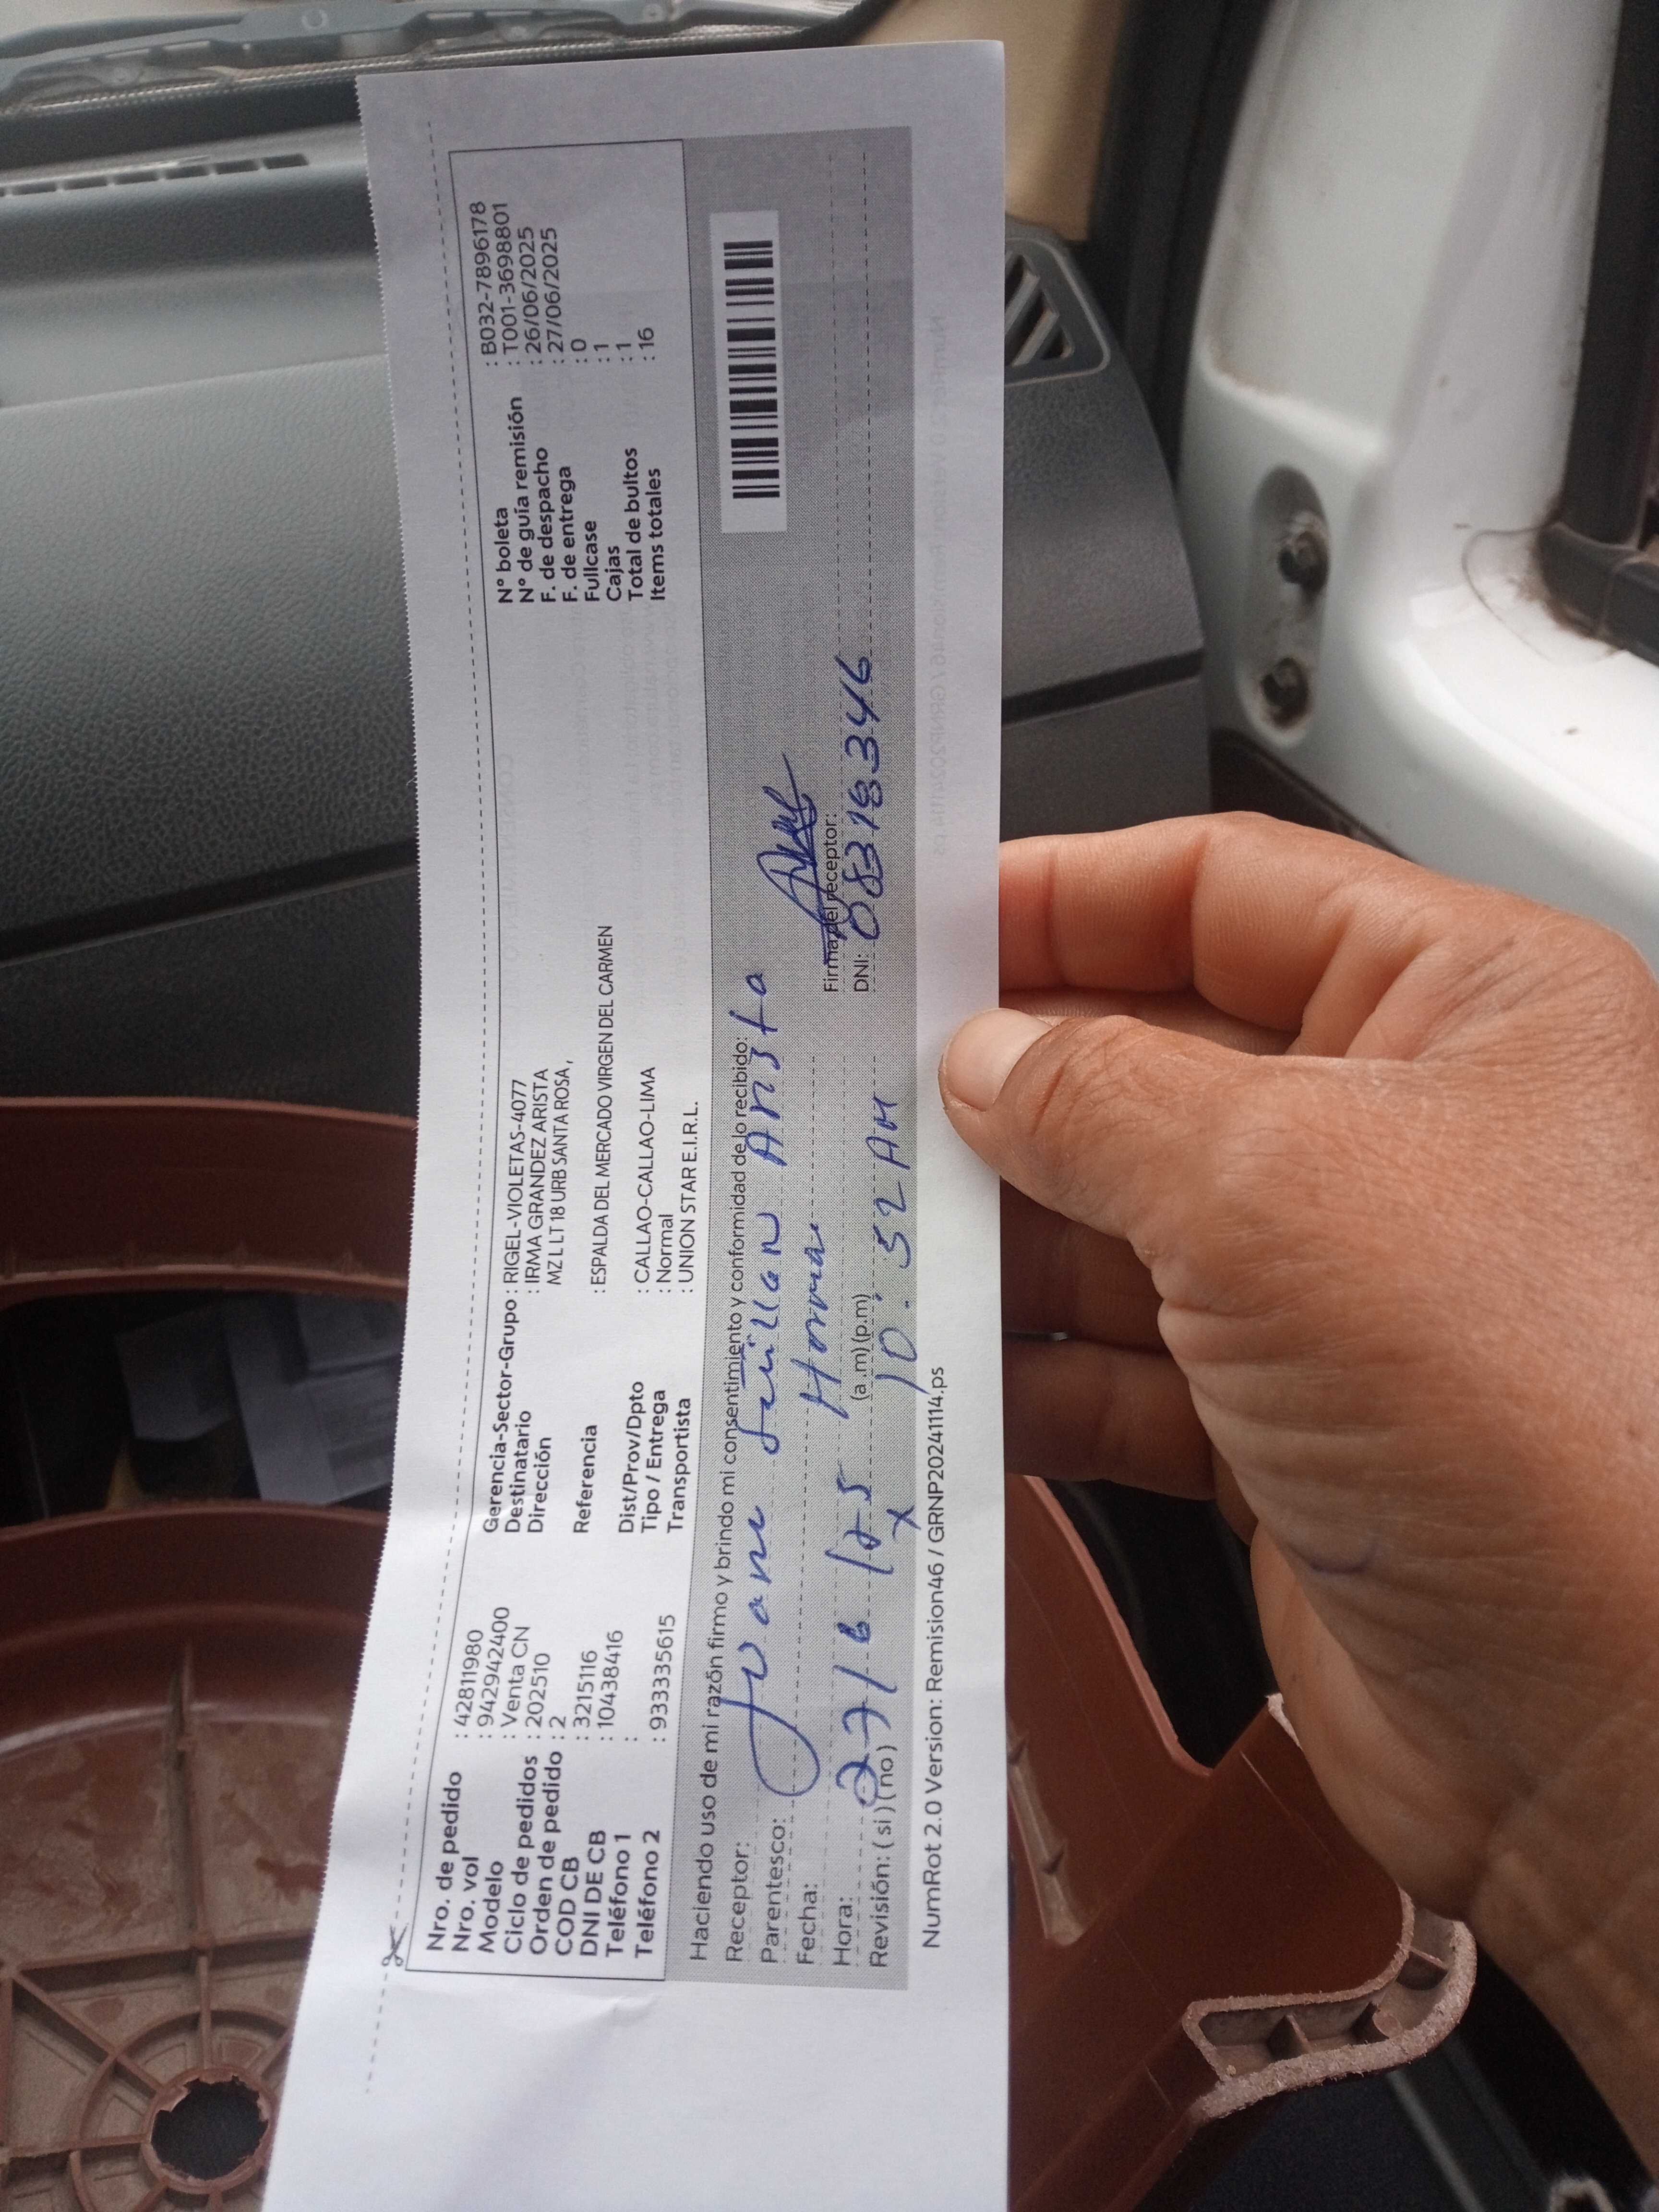 Nro. de pedido : 42811980
Nro. vol : 942942400
Modelo : Venta CN
Ciclo de pedidos : 202510
Orden de pedido : 2
COD CB : 3215116
DNI DE CB : 10438416
Teléfono 1 :
Teléfono 2 : 933335615
Gerencia-Sector-Grupo : RIGEL-VIOLETAS-4077
Destinatario : IRMA GRANDEZ ARISTA
Dirección MZ LLT 18 URB SANTA ROSA,
Referencia : ESPALDA DEL MERCADO VIRGEN DEL CARMEN
Dist/Prov/Dpto : CALLAO-CALLAO-LIMA
Tipo / Entrega : Normal
Transportista : UNION STAR E.I.R.L.
N° boleta : B032-7896178
N° de guía remisión : T001-3698801
F. de despacho : 26/06/2025
F. de entrega : 27/06/2025
Fullcase : 0
Cajas : 1
Total de bultos : 1
Items totales : 16
Haciendo uso de mi razón firmo y brindo mi consentimiento y conformidad de lo recibido:
Receptor: Juana Arista
Parentesco:
Fecha: 27/6/25
Hora: (a.m) (p.m) 10:52 AM
Revisión: (si) (no) X
Firma del receptor:
DNI: 08318346
NumRot 2.0 Version: Remision46 / GRNP20241114.ps